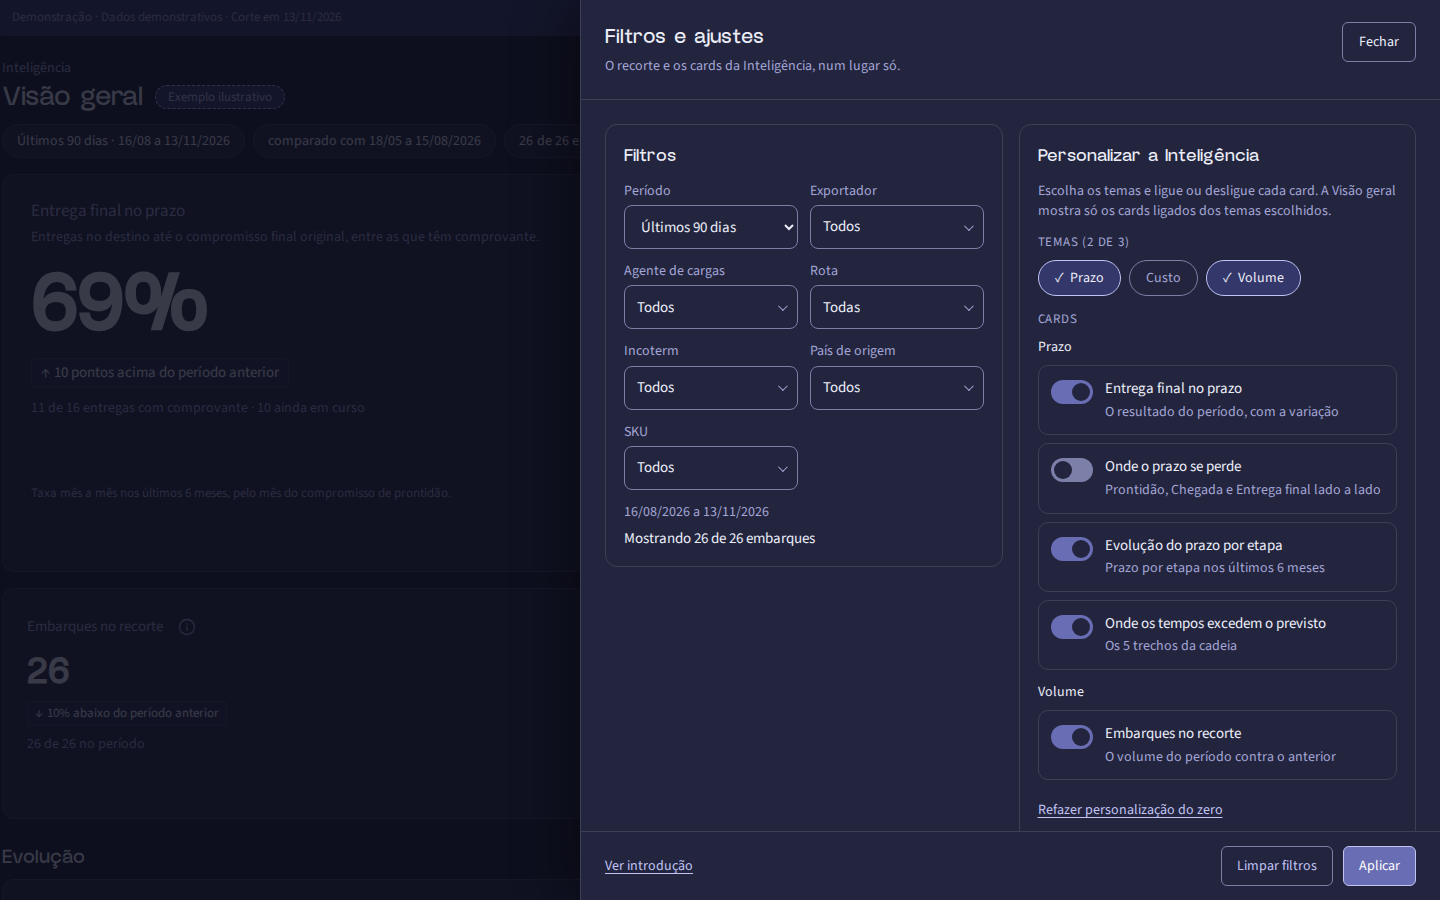 Demonstração · Dados demonstrativos · Corte em 13/11/2026
Inteligência
Visão geral
Exemplo ilustrativo
Últimos 90 dias · 16/08 a 13/11/2026
comparado com 18/05 a 15/08/2026
26 de 26 e
Entrega final no prazo
Entregas no destino até o compromisso final original, entre as que têm comprovante.
69%
↑ 10 pontos acima do período anterior
11 de 16 entregas com comprovante · 10 ainda em curso
Taxa mês a mês nos últimos 6 meses, pelo mês do compromisso de prontidão.
Embarques no recorte
26
↓ 10% abaixo do período anterior
26 de 26 no período
Evolução
Filtros e ajustes
O recorte e os cards da Inteligência, num lugar só.
Fechar
Filtros
Período
Exportador
Últimos 90 dias
Todos
Agente de cargas
Rota
Todos
Todas
Incoterm
País de origem
Todos
Todos
SKU
Todos
16/08/2026 a 13/11/2026
Mostrando 26 de 26 embarques
Personalizar a Inteligência
Escolha os temas e ligue ou desligue cada card. A Visão geral
mostra só os cards ligados dos temas escolhidos.
TEMAS (2 DE 3)
✓ Prazo
Custo
✓ Volume
CARDS
Prazo
Entrega final no prazo
O resultado do período, com a variação
Onde o prazo se perde
Prontidão, Chegada e Entrega final lado a lado
Evolução do prazo por etapa
Prazo por etapa nos últimos 6 meses
Onde os tempos excedem o previsto
Os 5 trechos da cadeia
Volume
Embarques no recorte
O volume do período contra o anterior
Refazer personalização do zero
Ver introdução
Limpar filtros
Aplicar